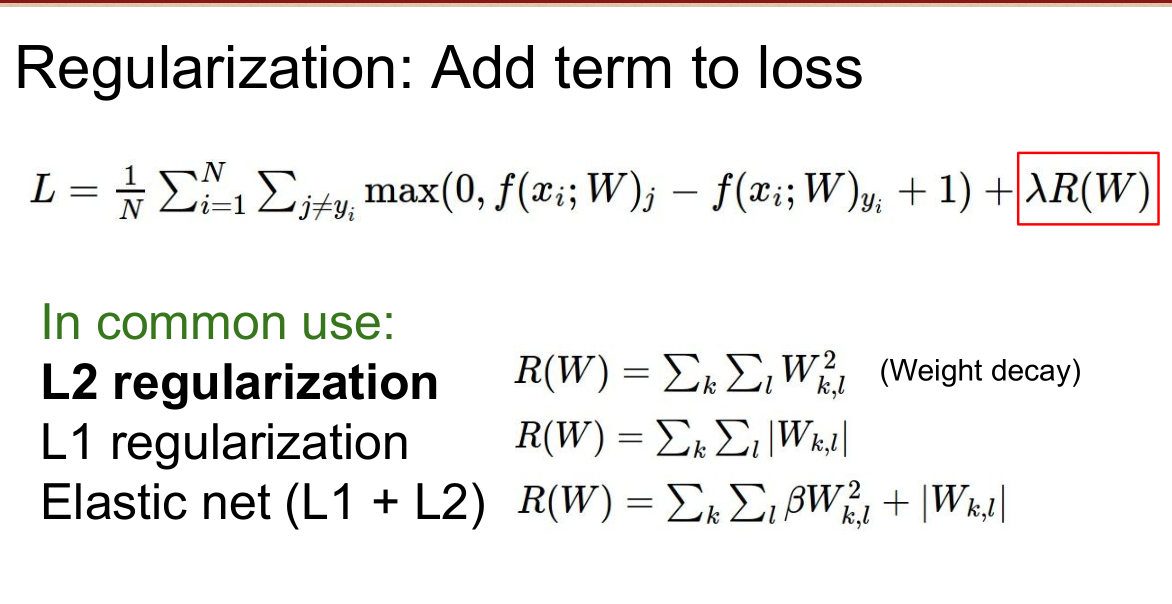 Regularization: Add term to loss
L = \frac{1}{N} \sum_{i=1}^{N} \sum_{j \neq y_i} \max(0, f(x_i; W)_j - f(x_i; W)_{y_i} + 1) + \lambda R(W)
In common use:
L2 regularization R(W) = \sum_k \sum_l W_{k,l}^2 (Weight decay)
L1 regularization R(W) = \sum_k \sum_l |W_{k,l}|
Elastic net (L1 + L2) R(W) = \sum_k \sum_l \beta W_{k,l}^2 + |W_{k,l}|